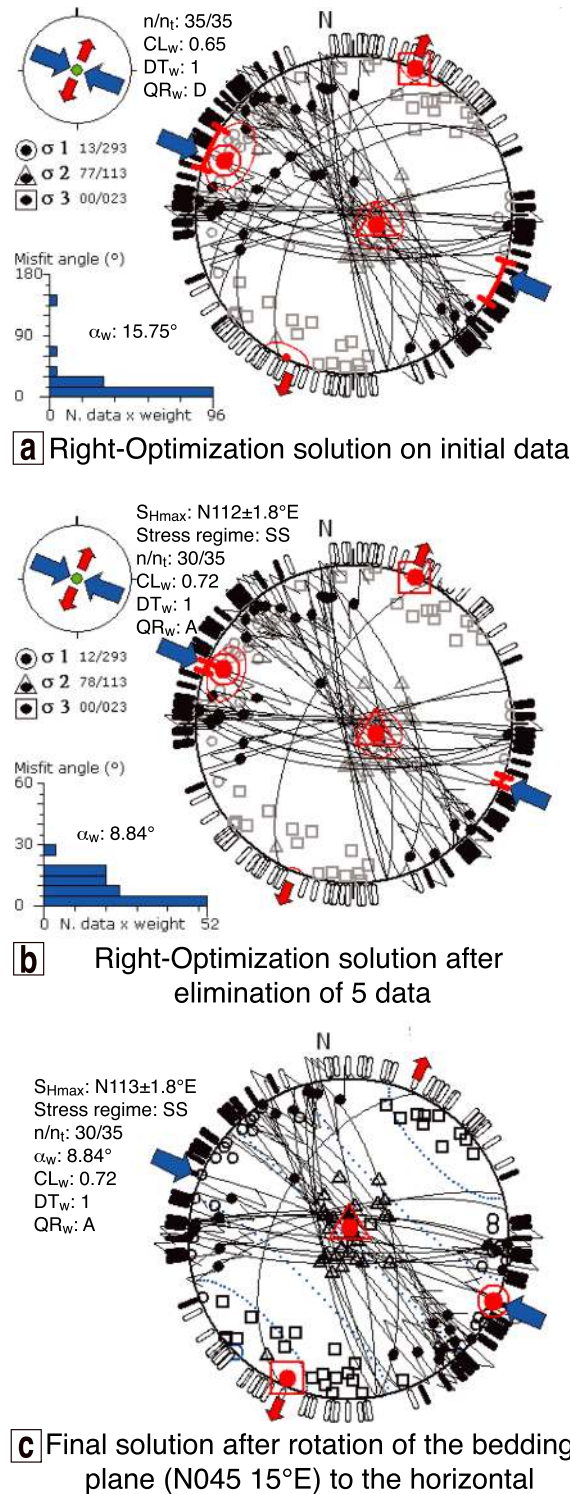 N
n/nt: 35/35
CLw: 0.65
DTw: 1
QRw: D
σ 1 13/293
σ 2 77/113
σ 3 00/023
Misfit angle (°)
180
90
0
αw: 15.75°
0 N. data x weight 96
a Right-Optimization solution on initial data
SHmax: N112±1.8°E
Stress regime: SS
n/nt: 30/35
CLw: 0.72
DTw: 1
QRw: A
N
σ 1 12/293
σ 2 78/113
σ 3 00/023
Misfit angle (°)
60
30
0
αw: 8.84°
0 N. data x weight 52
b Right-Optimization solution after
elimination of 5 data
N
SHmax: N113±1.8°E
Stress regime: SS
n/nt: 30/35
αw: 8.84°
CLw: 0.72
DTw: 1
QRw: A
c Final solution after rotation of the bedding
plane (N045 15°E) to the horizontal